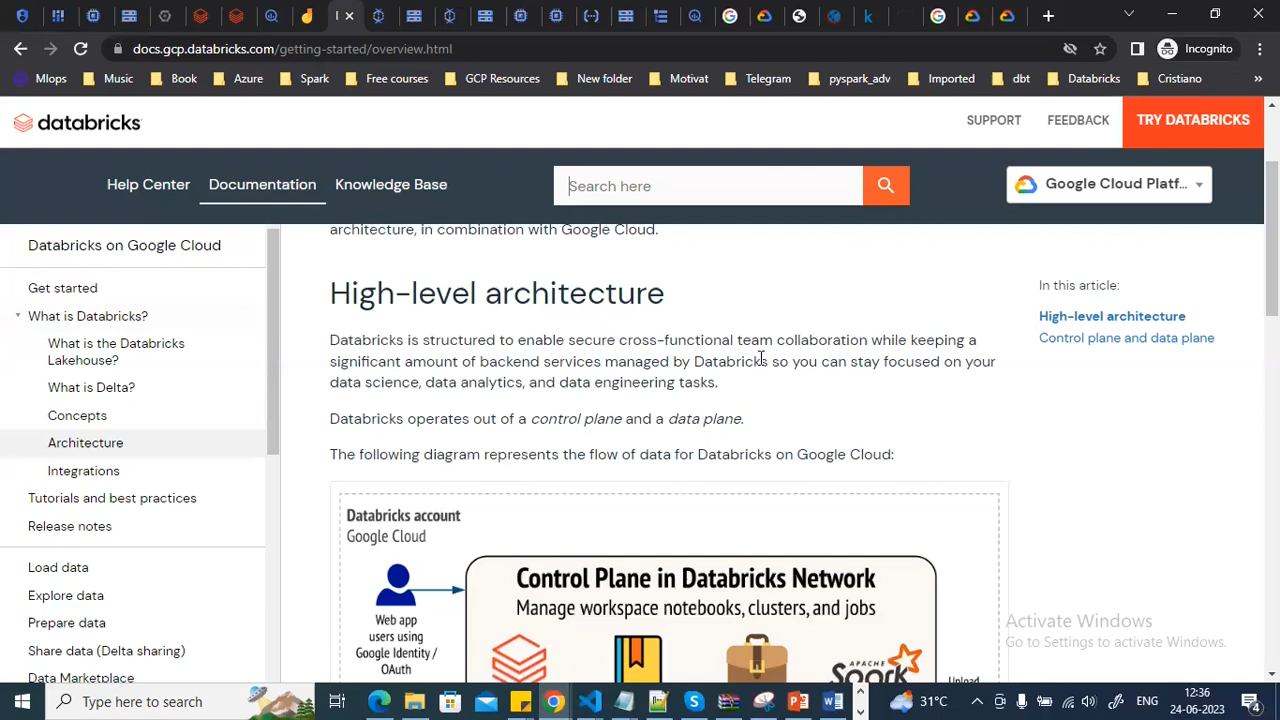 docs.gcp.databricks.com/getting-started/overview.html
Incognito
Mlops
Music
Book
Azure
Spark
Free courses
GCP Resources
New folder
Motivat
Telegram
pyspark_adv
Imported
dbt
Databricks
Cristiano
»
databricks
SUPPORT
FEEDBACK
TRY DATABRICKS
Help Center
Documentation
Knowledge Base
Search here
Google Cloud Platf...
Databricks on Google Cloud
Get started
What is Databricks?
What is the Databricks
Lakehouse?
What is Delta?
Concepts
Architecture
Integrations
Tutorials and best practices
Release notes
Load data
Explore data
Prepare data
Share data (Delta sharing)
Data Marketplace
architecture, in combination with Google Cloud.
High-level architecture
Databricks is structured to enable secure cross-functional team collaboration while keeping a
significant amount of backend services managed by Databricks so you can stay focused on your
data science, data analytics, and data engineering tasks.
Databricks operates out of a control plane and a data plane.
The following diagram represents the flow of data for Databricks on Google Cloud:
Databricks account
Google Cloud
Web app
users using
Google Identity /
OAuth
Control Plane in Databricks Network
Manage workspace notebooks, clusters, and jobs
APACHE
Spark
Upload
In this article:
High-level architecture
Control plane and data plane
Activate Windows
Go to Settings to activate Windows.
Type here to search
31°C
ENG
12:36
24-06-2023
4